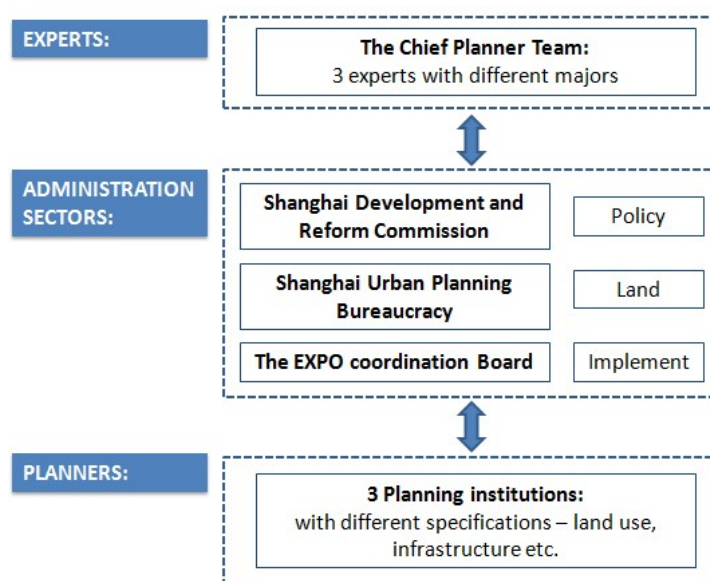 EXPERTS:
The Chief Planner Team:
3 experts with different majors
ADMINISTRATION
SECTORS:
Shanghai Development and
Reform Commission
Policy
Shanghai Urban Planning
Bureaucracy
Land
The EXPO coordination Board
Implement
PLANNERS:
3 Planning institutions:
with different specifications – land use,
infrastructure etc.